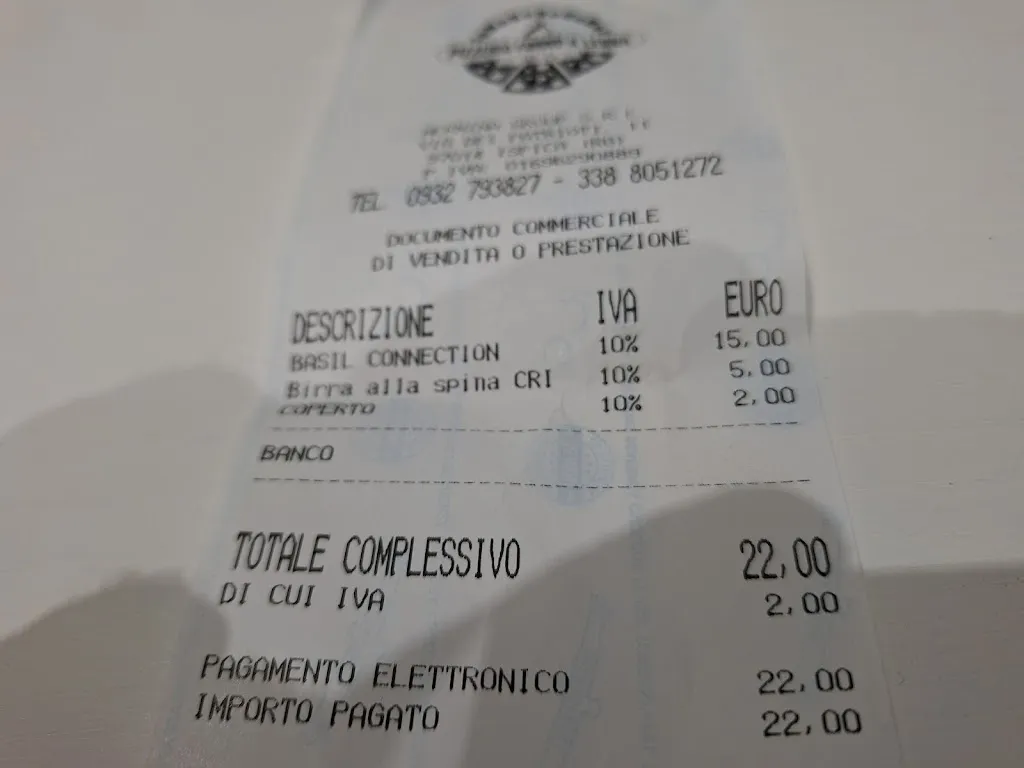 TEL. 0932 793827 - 338 8051272
DOCUMENTO COMMERCIALE
DI VENDITA O PRESTAZIONE
DESCRIZIONE IVA EURO
BASIL CONNECTION 10% 15,00
Birra alla spina CRI 10% 5,00
COPERTO 10% 2,00
BANCO
TOTALE COMPLESSIVO 22,00
DI CUI IVA 2,00
PAGAMENTO ELETTRONICO 22,00
IMPORTO PAGATO 22,00